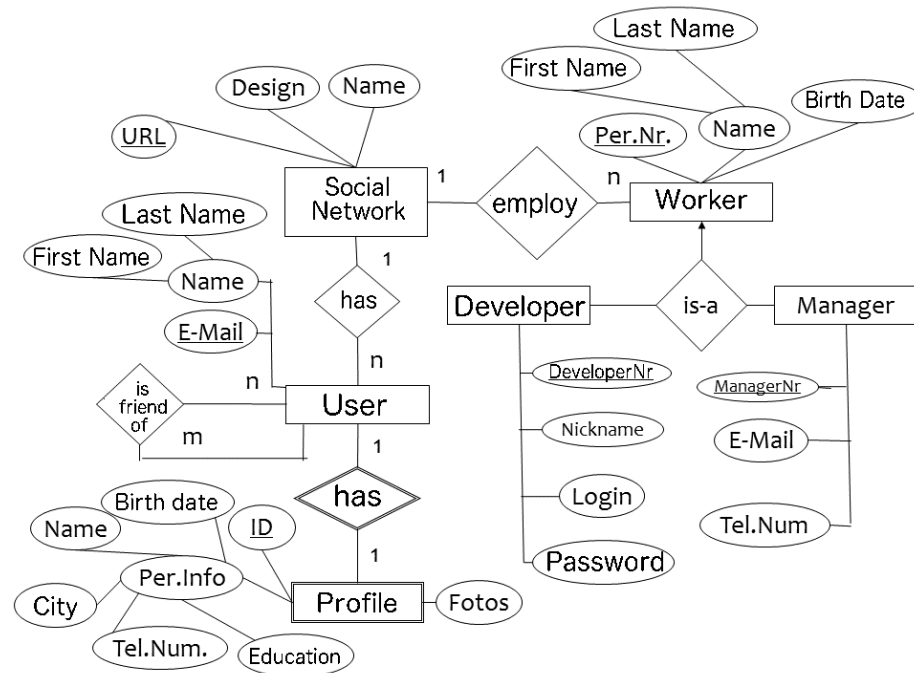 Last Name
First Name
Design
Name
Birth Date
URL
Per.Nr.
Name
Social
Network
1
employ
n
Worker
Last Name
First Name
Name
1
has
Developer
is-a
Manager
E-Mail
n
DeveloperNr
ManagerNr
is
friend
of
n
User
m
Nickname
E-Mail
1
has
Login
Birth date
ID
Name
Tel.Num
1
Per.Info
Password
City
Profile
Fotos
Tel.Num.
Education